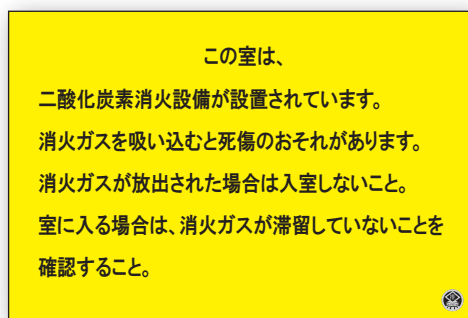 この室は、
二酸化炭素消火設備が設置されています。
消火ガスを吸い込むと死傷のおそれがあります。
消火ガスが放出された場合は入室しないこと。
室に入る場合は、消火ガスが滞留していないことを
確認すること。